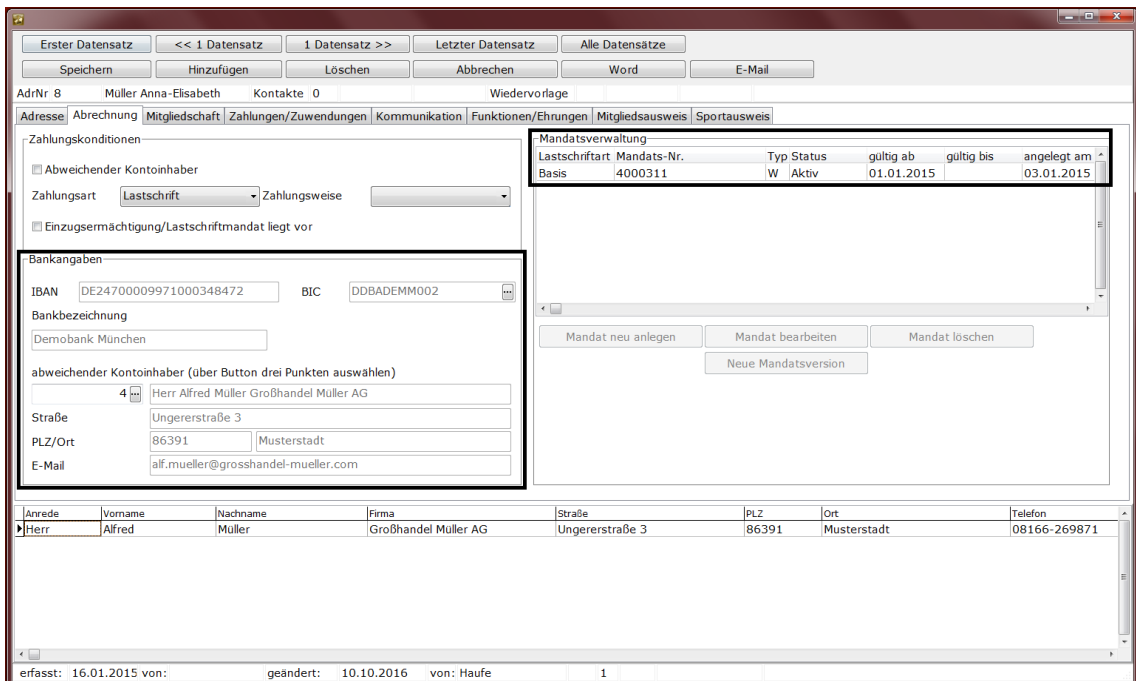 Erster Datensatz << 1 Datensatz 1 Datensatz >> Letzter Datensatz Alle Datensätze
Speichern Hinzufügen Löschen Abbrechen Word E-Mail
AdrNr 8 Müller Anna-Elisabeth Kontakte 0 Wiedervorlage
Adresse Abrechnung Mitgliedschaft Zahlungen/Zuwendungen Kommunikation Funktionen/Ehrungen Mitgliedsausweis Sportausweis
Zahlungskonditionen
Abweichender Kontoinhaber
Zahlungsart Lastschrift Zahlungsweise
Einzugsermächtigung/Lastschriftmandat liegt vor
Bankangaben
IBAN DE24700009971000348472 BIC DDBADEMM002 ...
Bankbezeichnung
Demobank München
abweichender Kontoinhaber (über Button drei Punkten auswählen)
4 ... Herr Alfred Müller Großhandel Müller AG
Straße Ungererstraße 3
PLZ/Ort 86391 Musterstadt
E-Mail alf.mueller@grosshandel-mueller.com
Mandatsverwaltung
Lastschriftart Mandats-Nr. Typ Status gültig ab gültig bis angelegt am
Basis 4000311 W Aktiv 01.01.2015 03.01.2015
Mandat neu anlegen Mandat bearbeiten Mandat löschen
Neue Mandatsversion
Anrede Vorname Nachname Firma Straße PLZ Ort Telefon
Herr Alfred Müller Großhandel Müller AG Ungererstraße 3 86391 Musterstadt 08166-269871
erfasst: 16.01.2015 von: geändert: 10.10.2016 von: Haufe 1